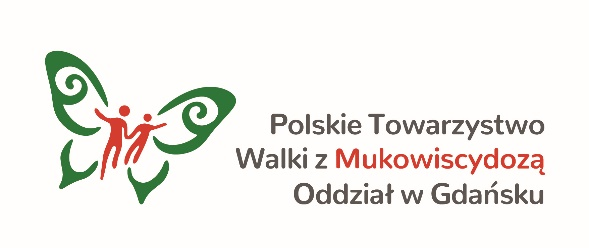 Polskie Towarzystwo
Walki z Mukowiscydozą
Oddział w Gdańsku